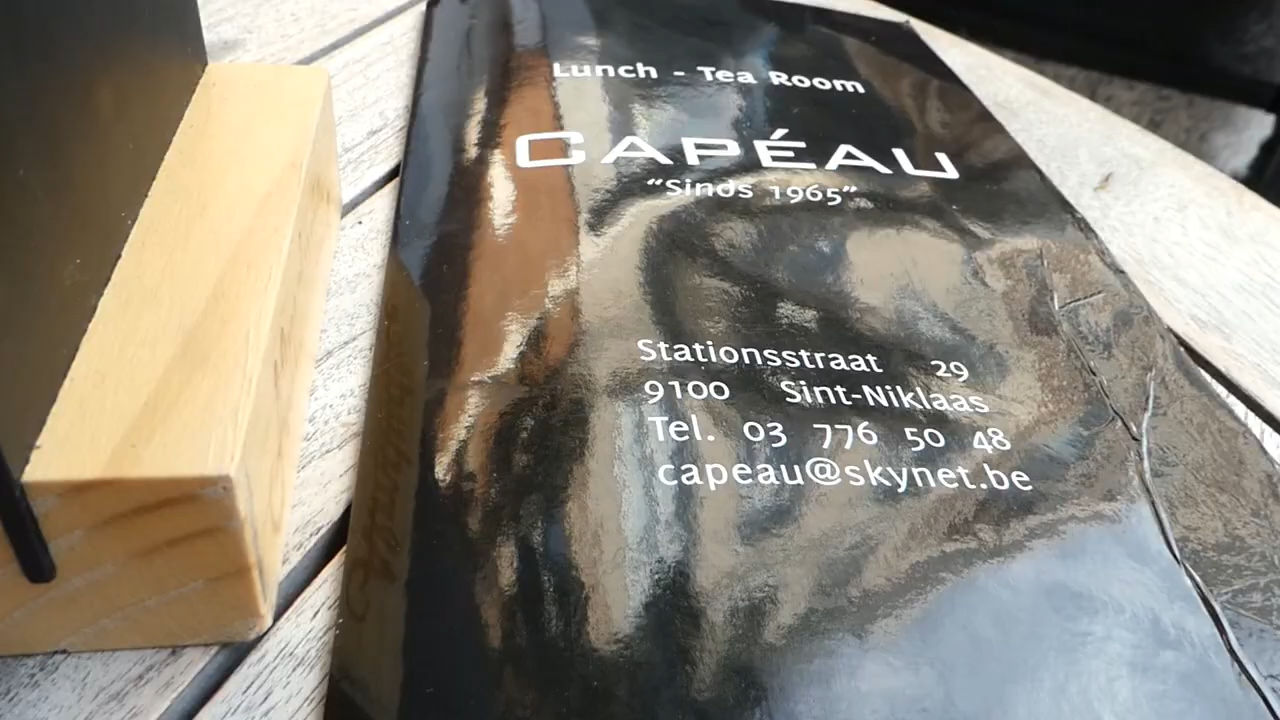 Lunch - Tea Room
CAPÉAU
“Sinds 1965”
Stationsstraat 29
9100 Sint-Niklaas
Tel. 03 776 50 48
capeau@skynet.be